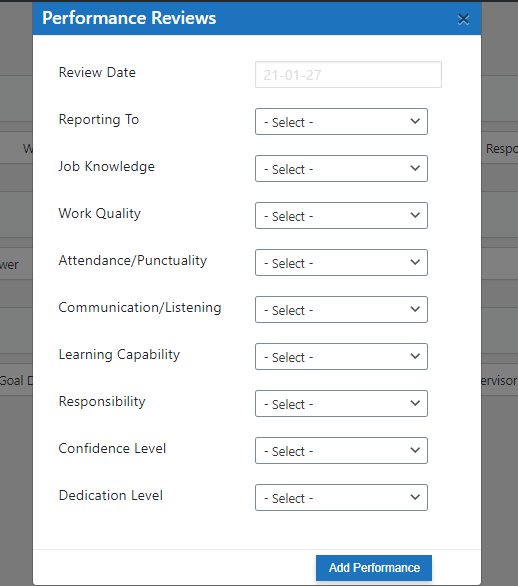 Performance Reviews ×
Review Date 21-01-27
Reporting To - Select -
W
Respo
Job Knowledge - Select -
Work Quality - Select -
Attendance/Punctuality - Select -
wer
Communication/Listening - Select -
Learning Capability - Select -
Goal D
ervisor
Responsibility - Select -
Confidence Level - Select -
Dedication Level - Select -
Add Performance